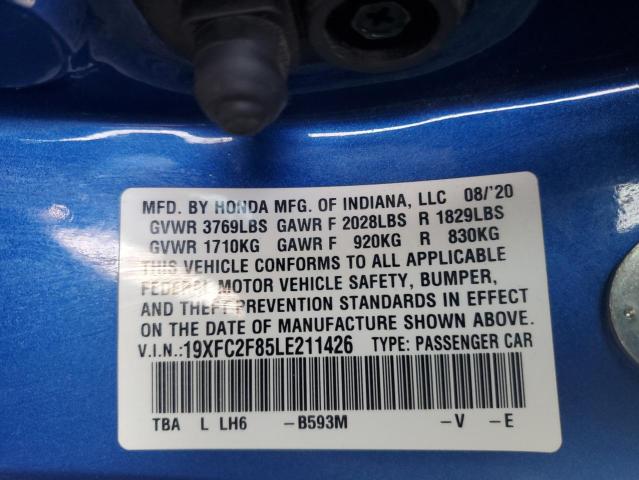 MFD. BY HONDA MFG. OF INDIANA, LLC 08/'20
GVWR 3769LBS GAWR F 2028LBS R 1829LBS
GVWR 1710KG GAWR F 920KG R 830KG
THIS VEHICLE CONFORMS TO ALL APPLICABLE
FEDERAL MOTOR VEHICLE SAFETY, BUMPER,
AND THEFT PREVENTION STANDARDS IN EFFECT
ON THE DATE OF MANUFACTURE SHOWN ABOVE.
V.I.N.:19XFC2F85LE211426 TYPE: PASSENGER CAR
TBA L LH6 –B593M –V –E